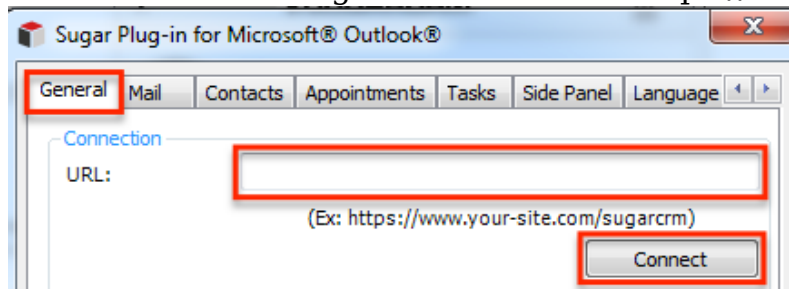 Sugar Plug-in for Microsoft® Outlook®
General Mail Contacts Appointments Tasks Side Panel Language
Connection
URL:
(Ex: https://www.your-site.com/sugarcrm)
Connect